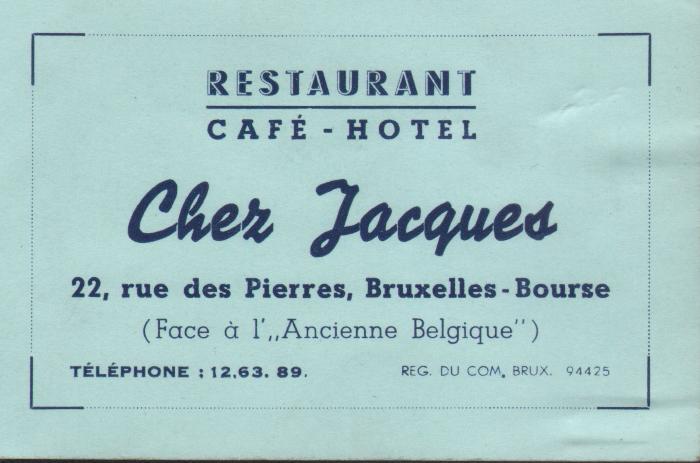 RESTAURANT
CAFÉ - HOTEL
Chez Jacques
22, rue des Pierres, Bruxelles-Bourse
(Face à l',,Ancienne Belgique'')
TÉLÉPHONE : 12.63. 89.
REG. DU COM. BRUX. 94425